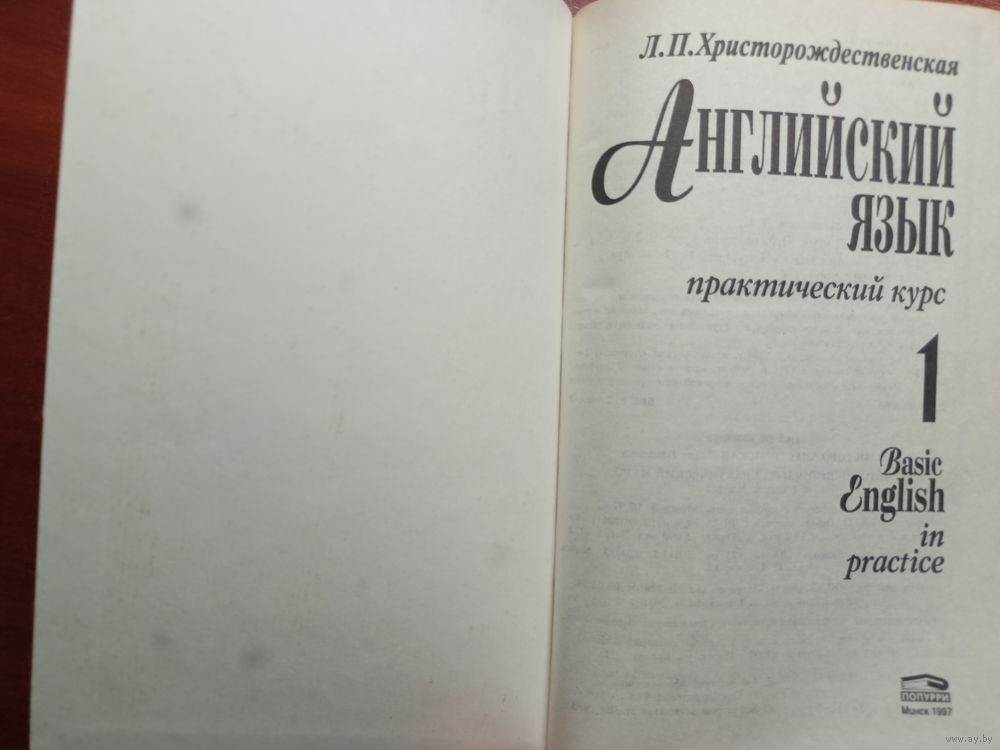 Л.П.Христорождественская
Английский
язык
практический курс
1
Basic
English
in
practice
ПОПУРРИ
Минск 1997
www.ay.by